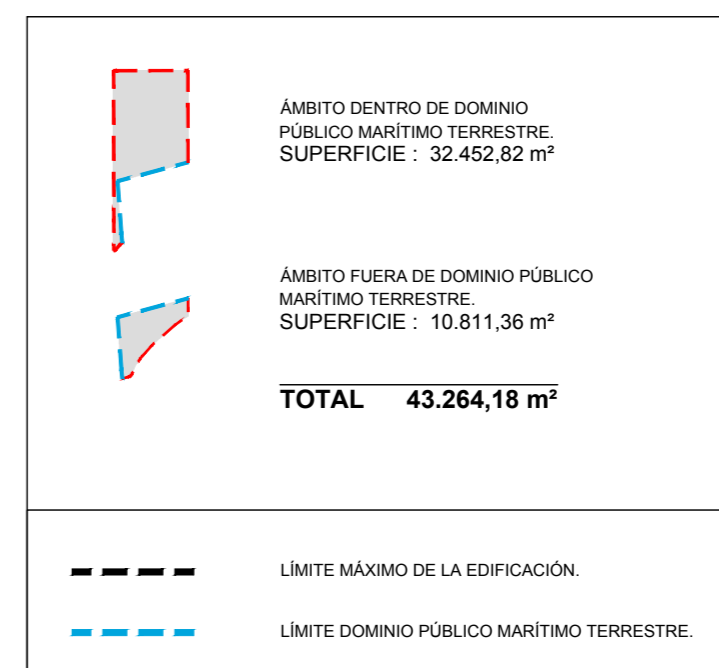 ÁMBITO DENTRO DE DOMINIO
PÚBLICO MARÍTIMO TERRESTRE.
SUPERFICIE : 32.452,82 m²
ÁMBITO FUERA DE DOMINIO PÚBLICO
MARÍTIMO TERRESTRE.
SUPERFICIE : 10.811,36 m²
TOTAL 43.264,18 m²
LÍMITE MÁXIMO DE LA EDIFICACIÓN.
LÍMITE DOMINIO PÚBLICO MARÍTIMO TERRESTRE.